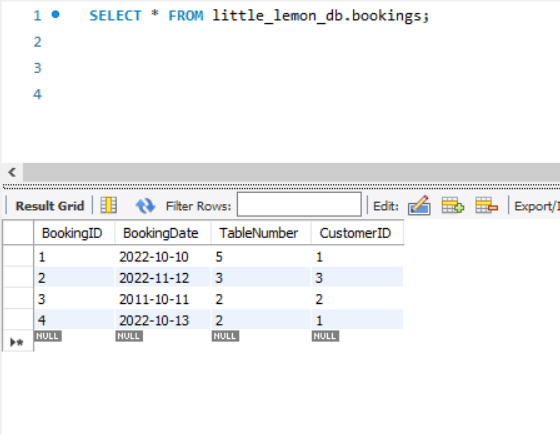 1 SELECT * FROM little_lemon_db.bookings;
2
3
4
Result Grid Filter Rows: Edit: Export/I
BookingID BookingDate TableNumber CustomerID
1 2022-10-10 5 1
2 2022-11-12 3 3
3 2011-10-11 2 2
4 2022-10-13 2 1
NULL NULL NULL NULL